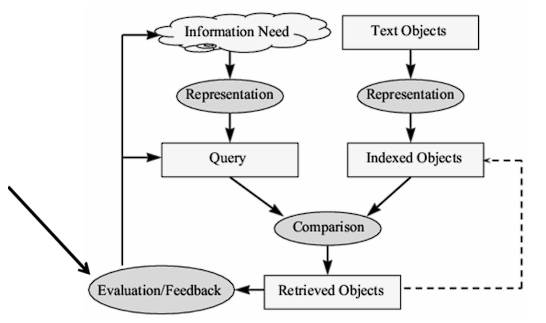 Information Need
Text Objects
Representation
Representation
Query
Indexed Objects
Comparison
Evaluation/Feedback
Retrieved Objects